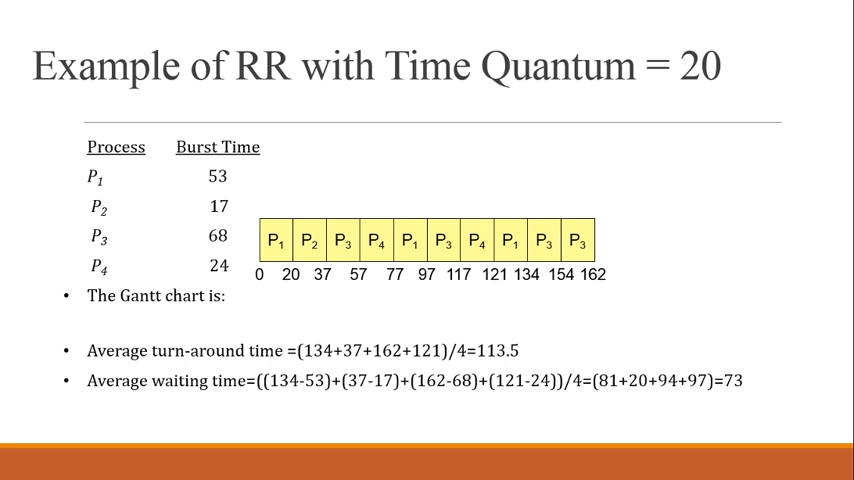 Example of RR with Time Quantum = 20
Process Burst Time
P1 53
P2 17
P3 68
P4 24
P1 P2 P3 P4 P1 P3 P4 P1 P3 P3
0 20 37 57 77 97 117 121 134 154 162
• The Gantt chart is:
• Average turn-around time =(134+37+162+121)/4=113.5
• Average waiting time=((134-53)+(37-17)+(162-68)+(121-24))/4=(81+20+94+97)=73